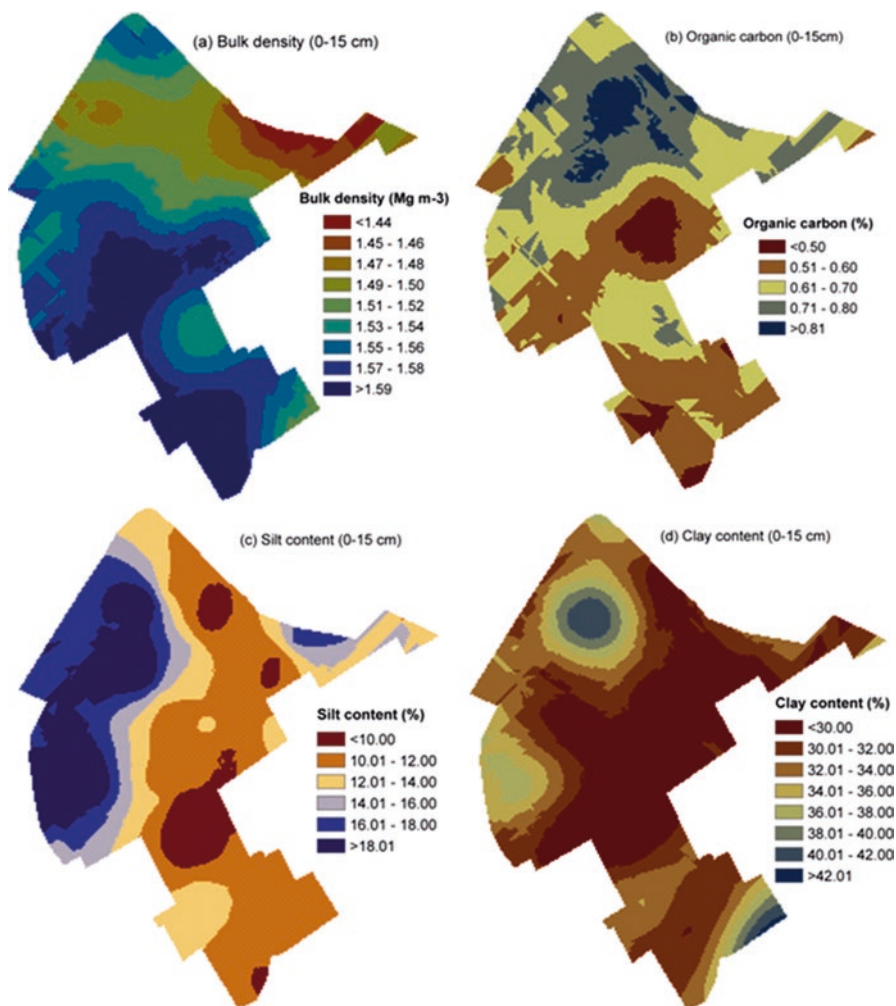 (a) Bulk density (0-15 cm)
Bulk density (Mg m-3)
<1.44
1.45 - 1.46
1.47 - 1.48
1.49 - 1.50
1.51 - 1.52
1.53 - 1.54
1.55 - 1.56
1.57 - 1.58
>1.59
(b) Organic carbon (0-15cm)
Organic carbon (%)
<0.50
0.51 - 0.60
0.61 - 0.70
0.71 - 0.80
>0.81
(c) Silt content (0-15 cm)
Silt content (%)
<10.00
10.01 - 12.00
12.01 - 14.00
14.01 - 16.00
16.01 - 18.00
>18.01
(d) Clay content (0-15 cm)
Clay content (%)
<30.00
30.01 - 32.00
32.01 - 34.00
34.01 - 36.00
36.01 - 38.00
38.01 - 40.00
40.01 - 42.00
>42.01